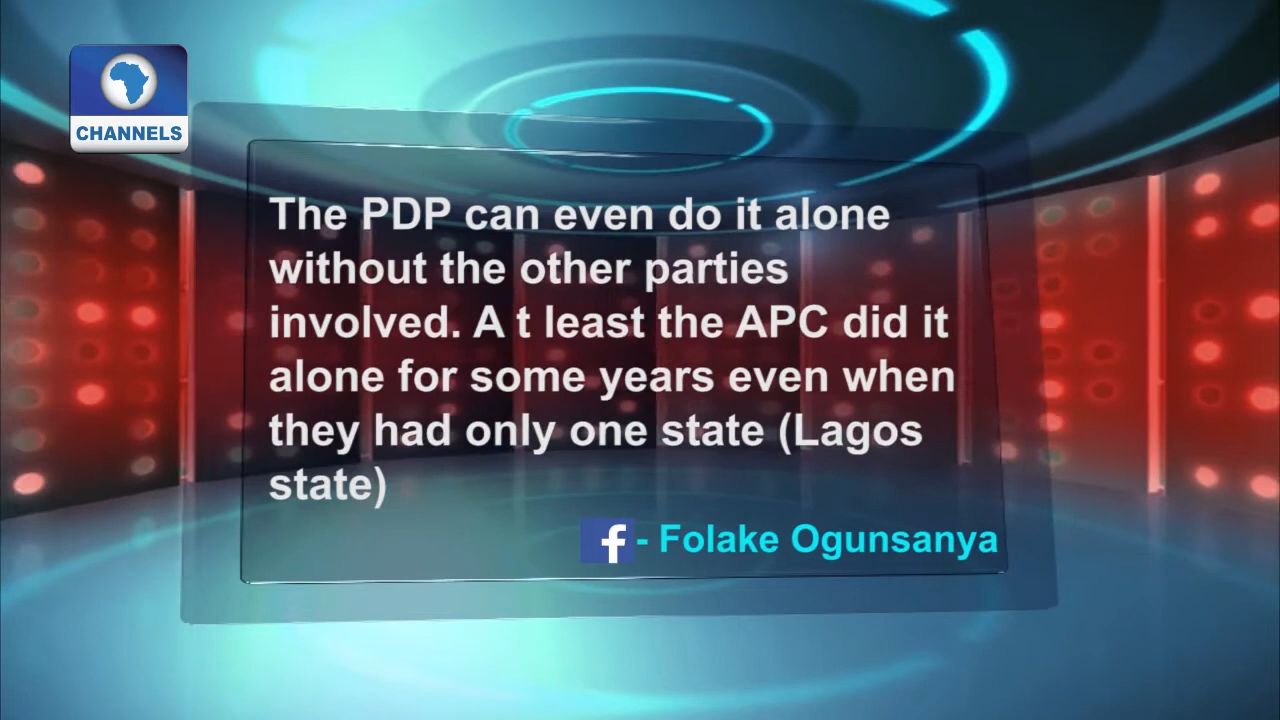 CHANNELS
The PDP can even do it alone
without the other parties
involved. A t least the APC did it
alone for some years even when
they had only one state (Lagos
state)
f - Folake Ogunsanya